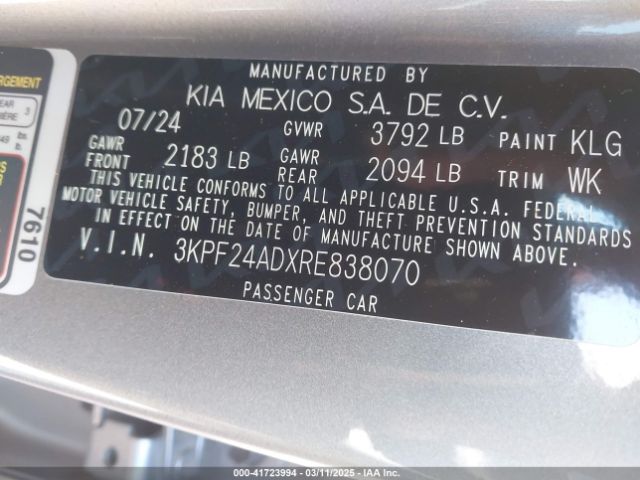 MANUFACTURED BY
KIA MEXICO S.A. DE C.V.
07/24 GVWR 3792 LB PAINT KLG
GAWR FRONT 2183 LB GAWR REAR 2094 LB TRIM WK
THIS VEHICLE CONFORMS TO ALL APPLICABLE U.S.A. FEDERAL
MOTOR VEHICLE SAFETY, BUMPER, AND THEFT PREVENTION STANDARDS
IN EFFECT ON THE DATE OF MANUFACTURE SHOWN ABOVE.
V.I.N. 3KPF24ADXRE838070
PASSENGER CAR
7610
000-41723994 - 03/11/2025 - IAA Inc.